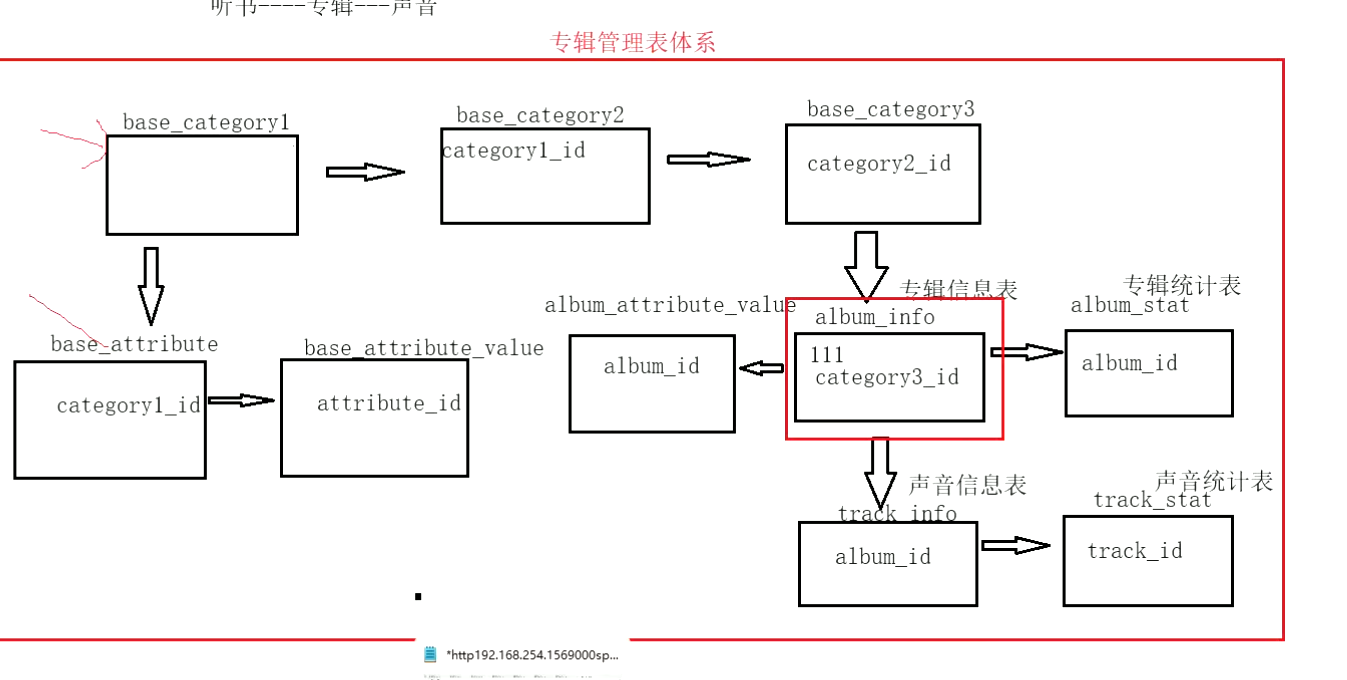 听书----专辑---声音
专辑管理表体系
base_category1
base_category2
base_category3
category1_id
category2_id
专辑信息表
专辑统计表
album_attribute_value
album_info
album_stat
base_attribute
base_attribute_value
album_id
111
category3_id
album_id
category1_id
attribute_id
声音信息表
声音统计表
track_info
track_stat
album_id
track_id
*http192.168.254.1569000sp...